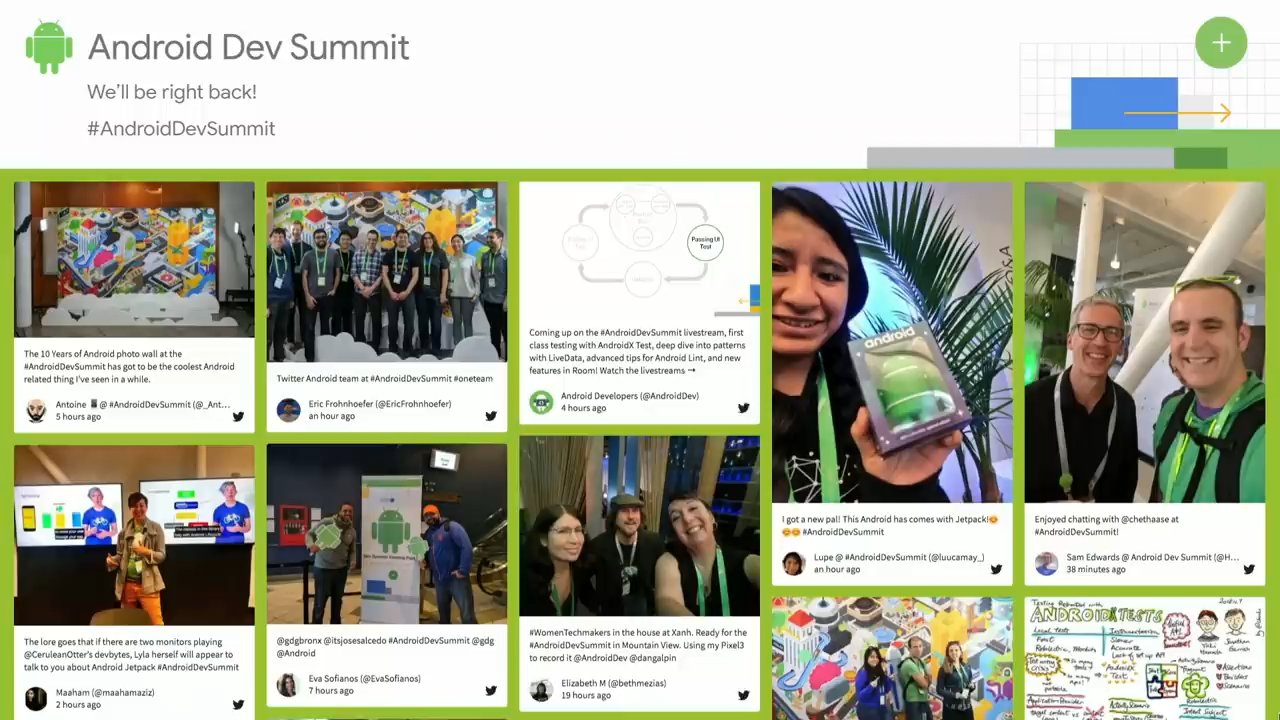 Android Dev Summit
We'll be right back!
#AndroidDevSummit
+
The 10 Years of Android photo wall at the
#AndroidDevSummit has got to be the coolest Android
related thing I've seen in a while.
Antoine 📱@ #AndroidDevSummit (@_Ant...
5 hours ago
The lore goes that if there are two monitors playing
@CeruleanOtter's devbytes, Lyla herself will appear to
talk to you about Android Jetpack #AndroidDevSummit
Maaham (@maahamaziz)
2 hours ago
Twitter Android team at #AndroidDevSummit #oneteam
Eric Frohnhoefer (@EricFrohnhoefer)
an hour ago
@gdgbronx @itsjosesalcedo #AndroidDevSummit @gdg
@Android
Eva Sofianos (@EvaSofianos)
7 hours ago
Passing UI
Test
Coming up on the #AndroidDevSummit livestream, first
class testing with AndroidX Test, deep dive into patterns
with LiveData, advanced tips for Android Lint, and new
features in Room! Watch the livestreams →
Android Developers (@AndroidDev)
4 hours ago
#WomenTechmakers in the house at Xanh. Ready for the
#AndroidDevSummit in Mountain View. Using my Pixel3
to record it @AndroidDev @dangalpin
Elizabeth M (@bethmezias)
19 hours ago
android
I got a new pal! This Android has comes with Jetpack!😊
😊😊 #AndroidDevSummit
Lupe @ #AndroidDevSummit (@luucamay_)
an hour ago
Enjoyed chatting with @chethaase at
#AndroidDevSummit!
Sam Edwards @ Android Dev Summit (@H...
38 minutes ago
ANDROIDX TESTS
Local Test
Fast